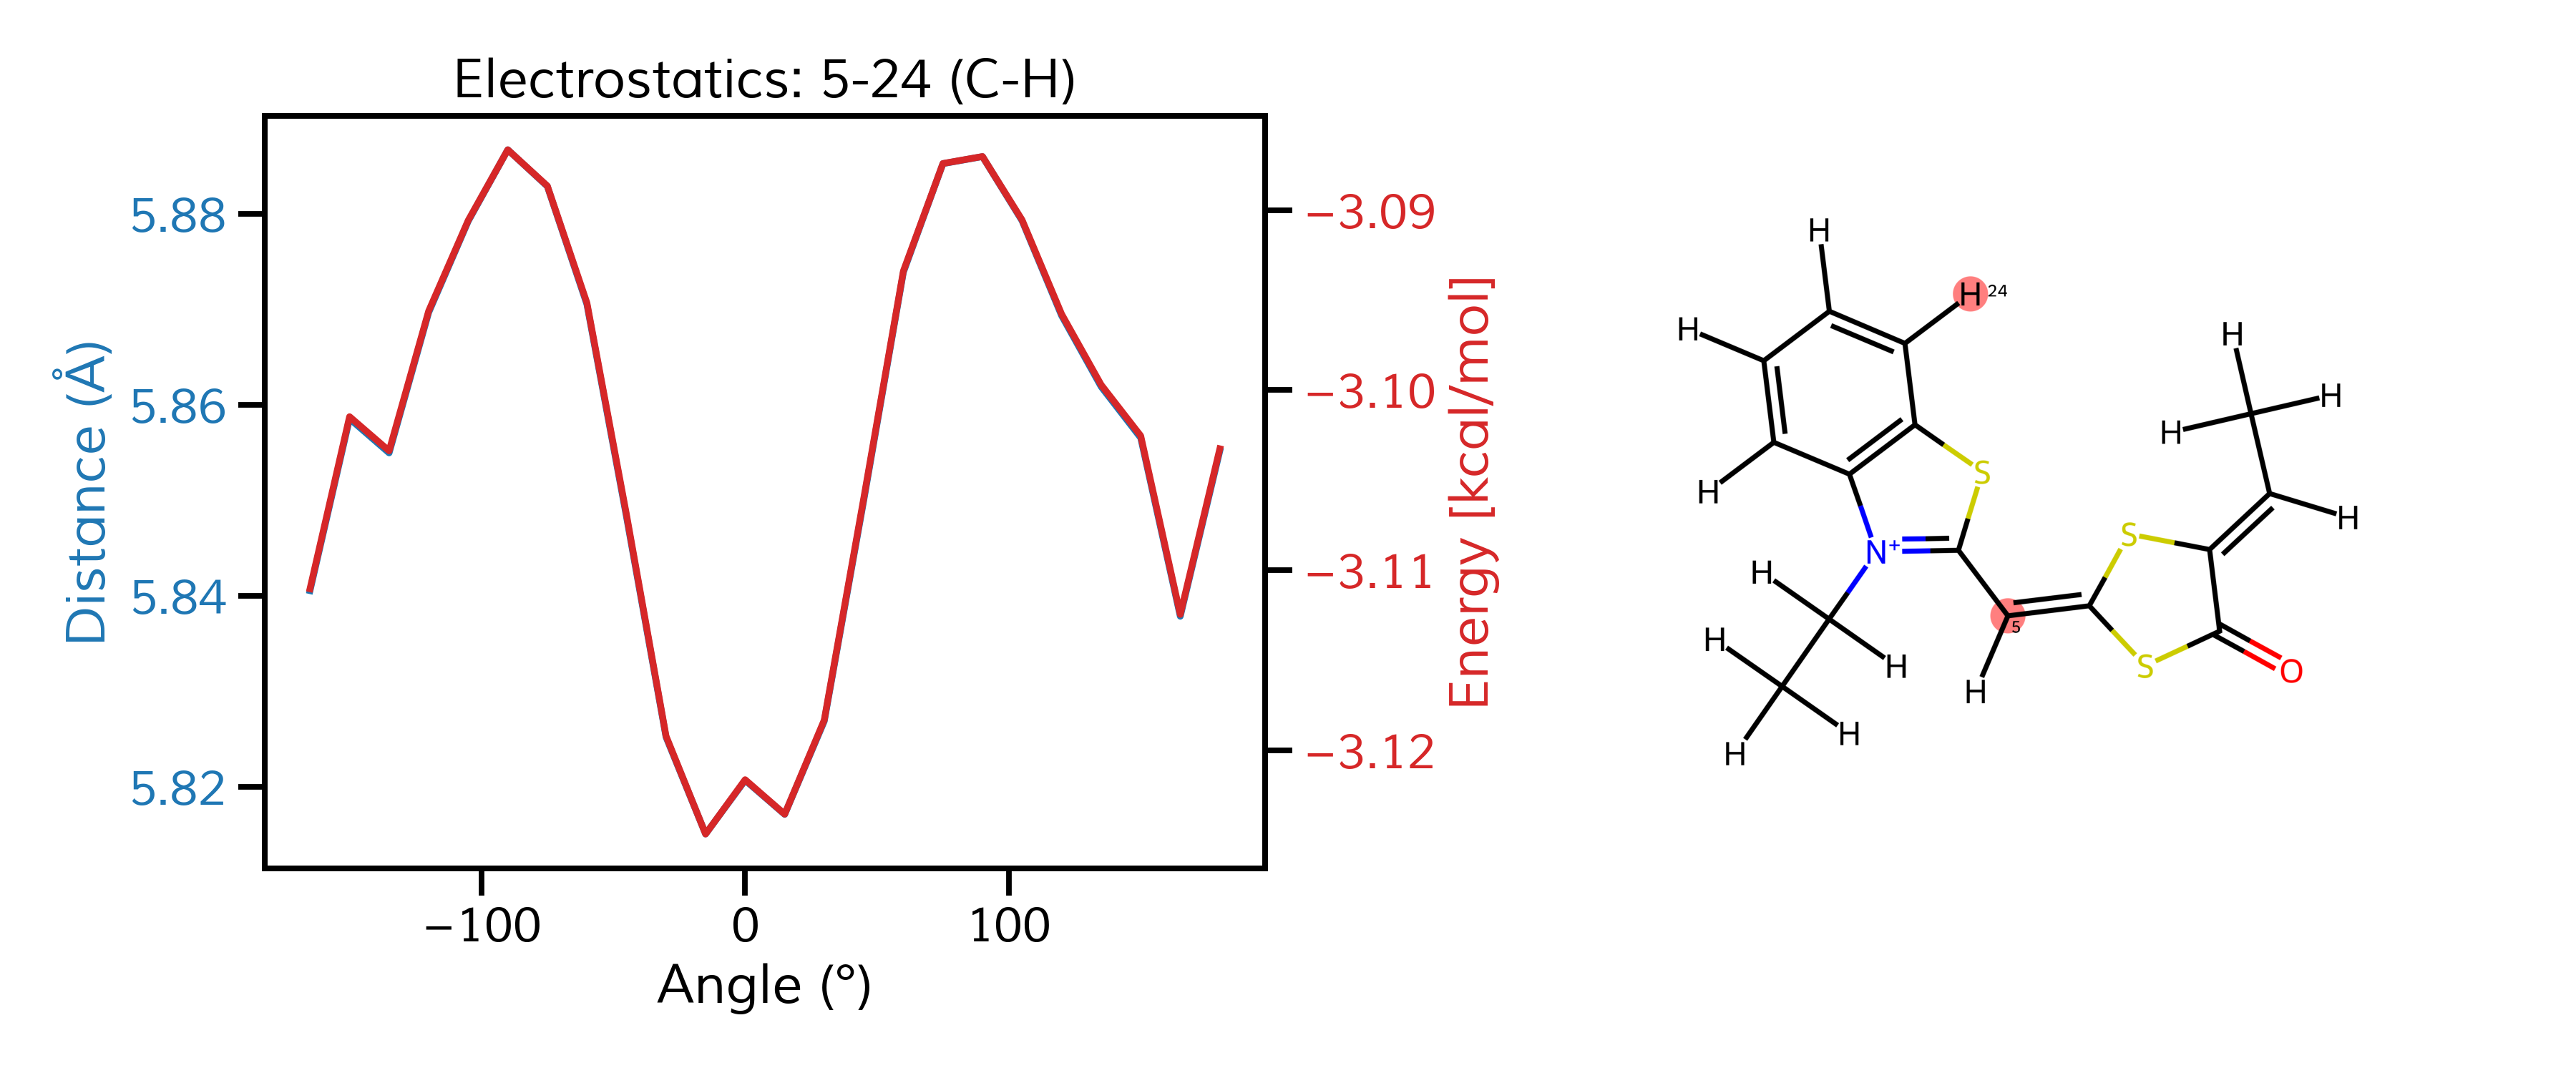 Electrostatics: 5-24 (C-H)
5.88
5.86
5.84
5.82
Distance (Å)
−3.09
−3.10
−3.11
−3.12
Energy [kcal/mol]
−100
0
100
Angle (°)
H
H 24
H
H
H
H
H
S
H
S
N+
H
H
5
H
H
S
O
H
H
H